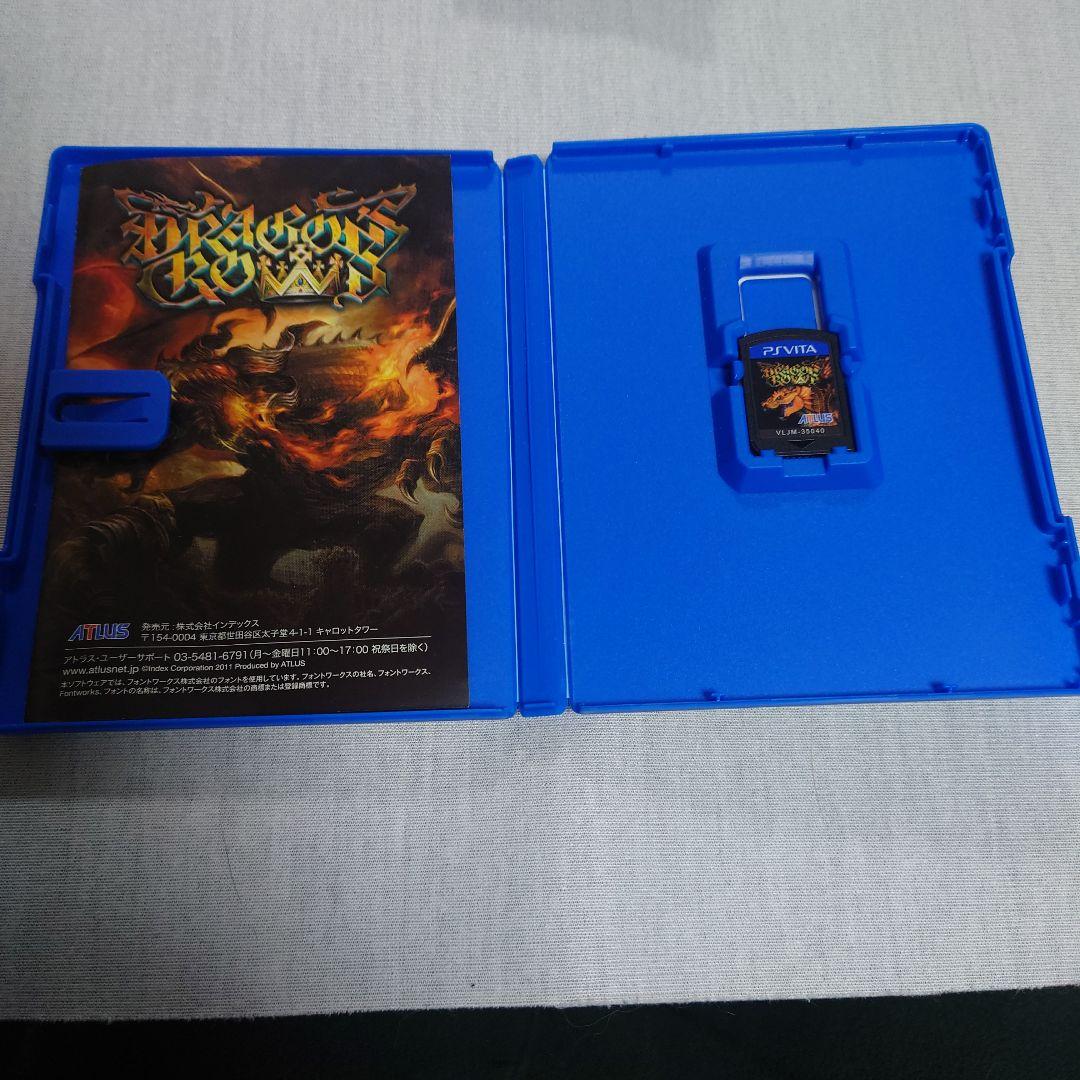 DRAGON'S
CROWN
ATLUS
発売元:株式会社インデックス
〒154-0004 東京都世田谷区太子堂4-1-1 キャロットタワー
アトラス・ユーザーサポート 03-5481-6791(月~金曜日11:00~17:00 祝祭日を除く)
www.atlusnet.jp ©Index Corporation 2011 Produced by ATLUS
本ソフトウェアでは、フォントワークス株式会社のフォントを使用しています。フォントワークスの社名、フォントワークス、
Fontworks、フォントの名称は、フォントワークス株式会社の商標または登録商標です。
PSVITA
DRAGON'S
CROWN
ATLUS
VLJM-35040